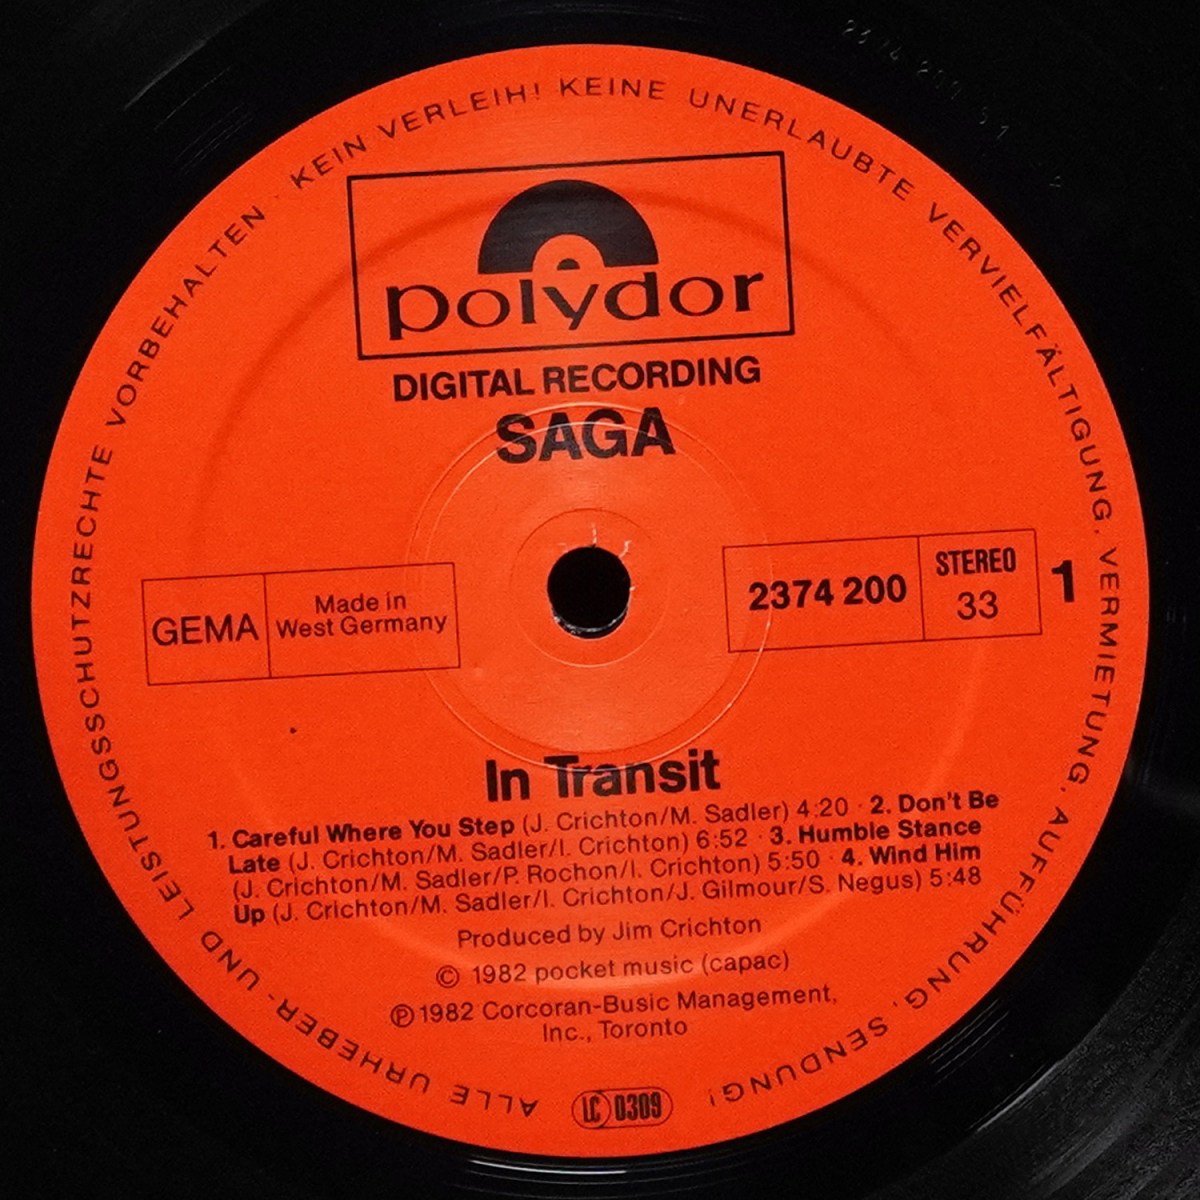 ALLE URHEBER- UND LEISTUNGSSCHUTZRECHTE VORBEHALTEN · KEIN VERLEIH! KEINE UNERLAUBTE VERVIELFÄLTIGUNG, VERMIETUNG, AUFFÜHRUNG, SENDUNG!
polydor
DIGITAL RECORDING
SAGA
GEMA
Made in
West Germany
2374 200
STEREO
33
1
In Transit
1. Careful Where You Step (J. Crichton/M. Sadler) 4:20 · 2. Don't Be
Late (J. Crichton/M. Sadler/I. Crichton) 6:52 · 3. Humble Stance
(J. Crichton/M. Sadler/P. Rochon/I. Crichton) 5:50 · 4. Wind Him
Up (J. Crichton/M. Sadler/I. Crichton/J. Gilmour/S. Negus) 5:48
Produced by Jim Crichton
© 1982 pocket music (capac)
℗ 1982 Corcoran-Busic Management,
Inc., Toronto
LC 0309